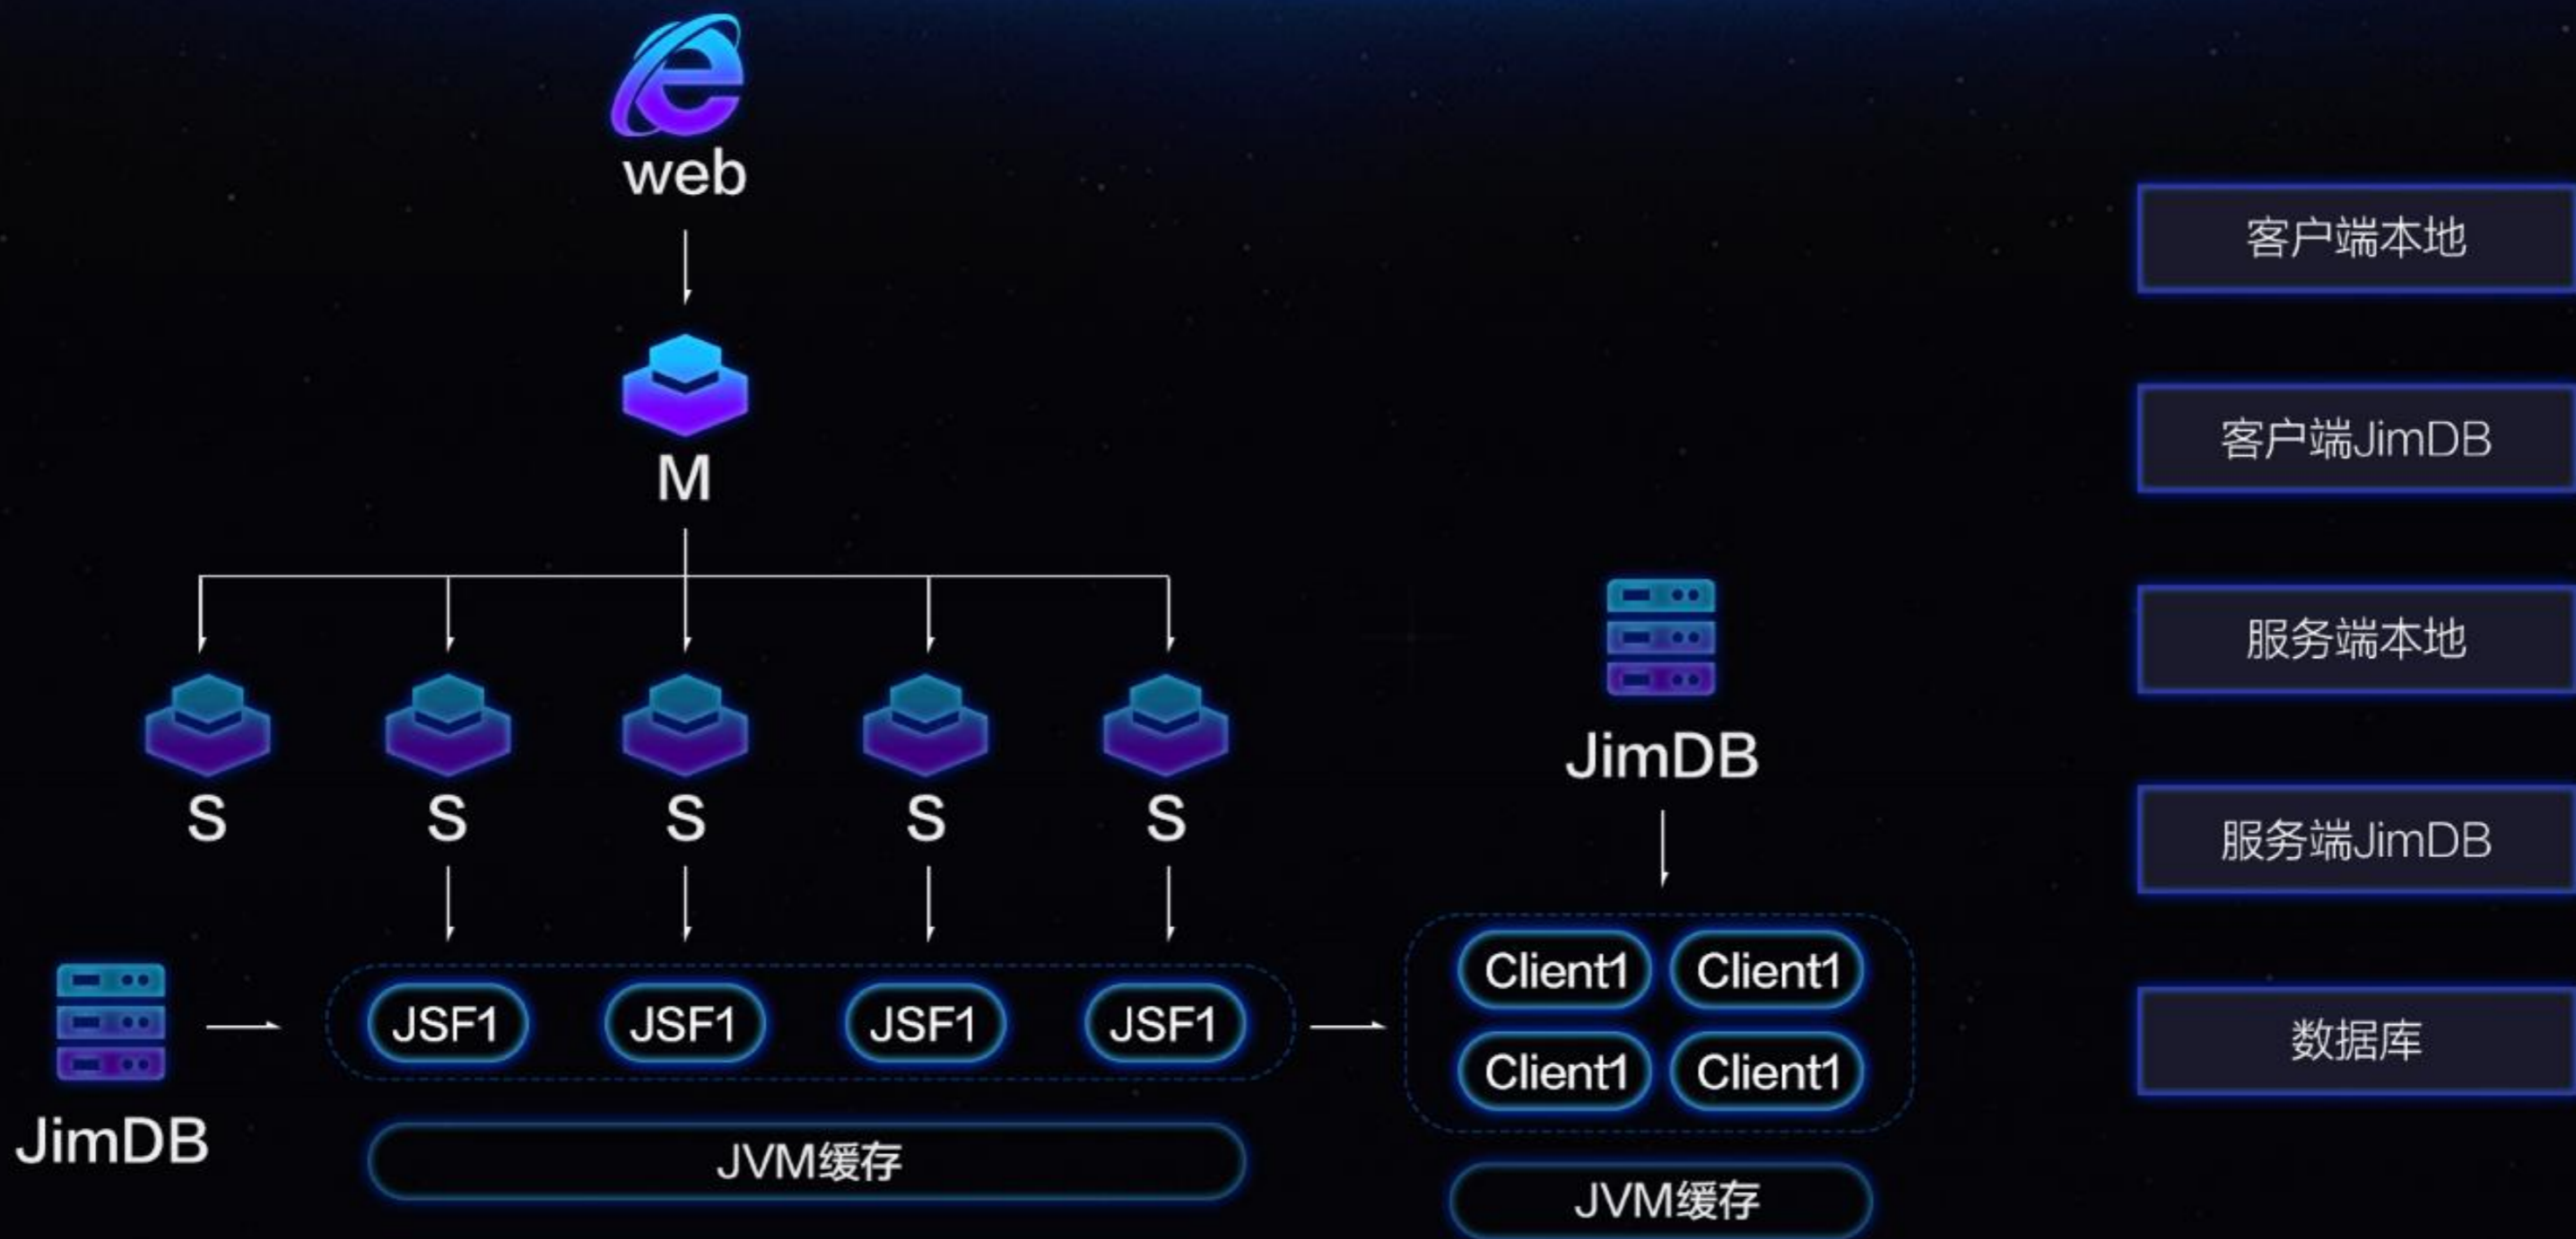 web
M
S
S
S
S
S
JimDB
JSF1
JSF1
JSF1
JSF1
JVM缓存
JimDB
Client1
Client1
Client1
Client1
JVM缓存
客户端本地
客户端JimDB
服务端本地
服务端JimDB
数据库